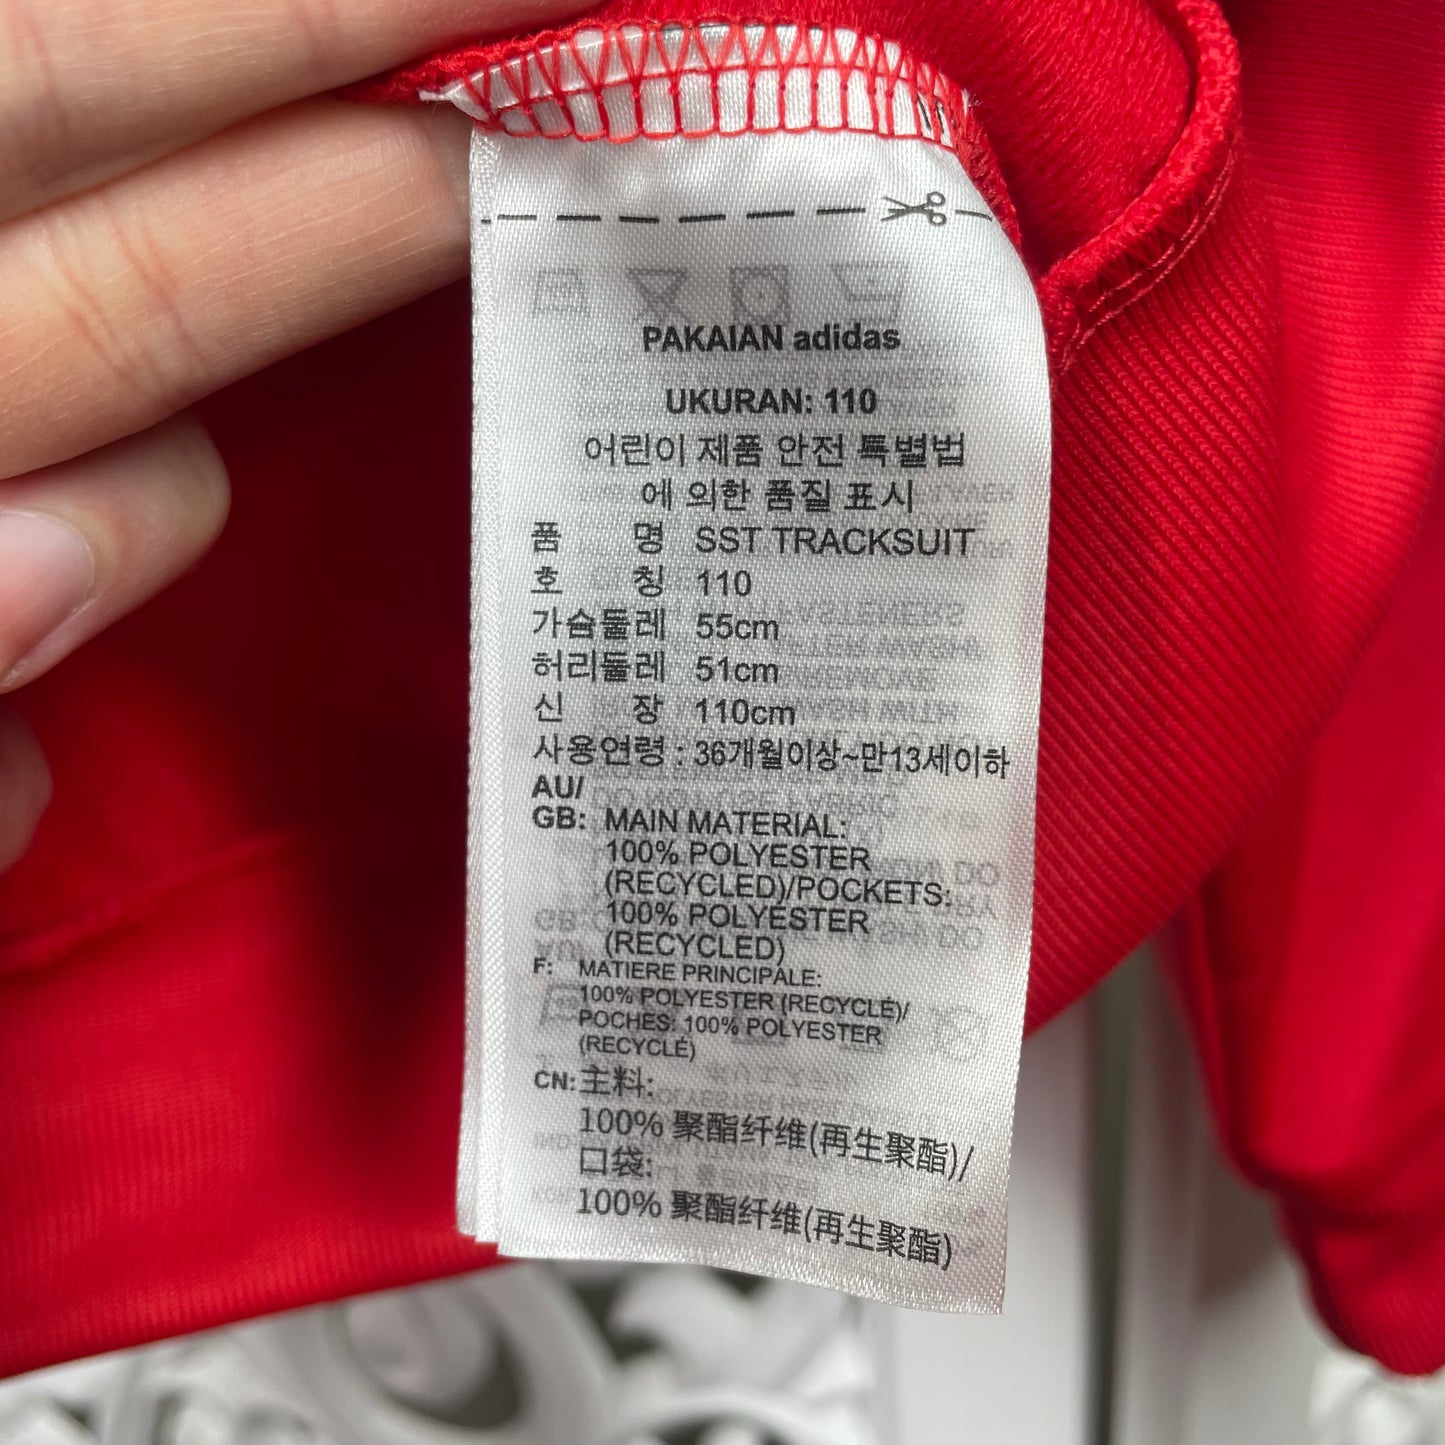 PAKAIAN adidas
UKURAN: 110
어린이 제품 안전 특별법
에 의한 품질 표시
품 명 SST TRACKSUIT
호 칭 110
가슴둘레 55cm
허리둘레 51cm
신 장 110cm
사용연령 : 36개월이상~만13세이하
AU/
GB: MAIN MATERIAL:
100% POLYESTER
(RECYCLED)/POCKETS:
100% POLYESTER
(RECYCLED)
F: MATIERE PRINCIPALE:
100% POLYESTER (RECYCLÉ)/
POCHES: 100% POLYESTER
(RECYCLÉ)
CN: 主料:
100% 聚酯纤维(再生聚酯)/
口袋:
100% 聚酯纤维(再生聚酯)